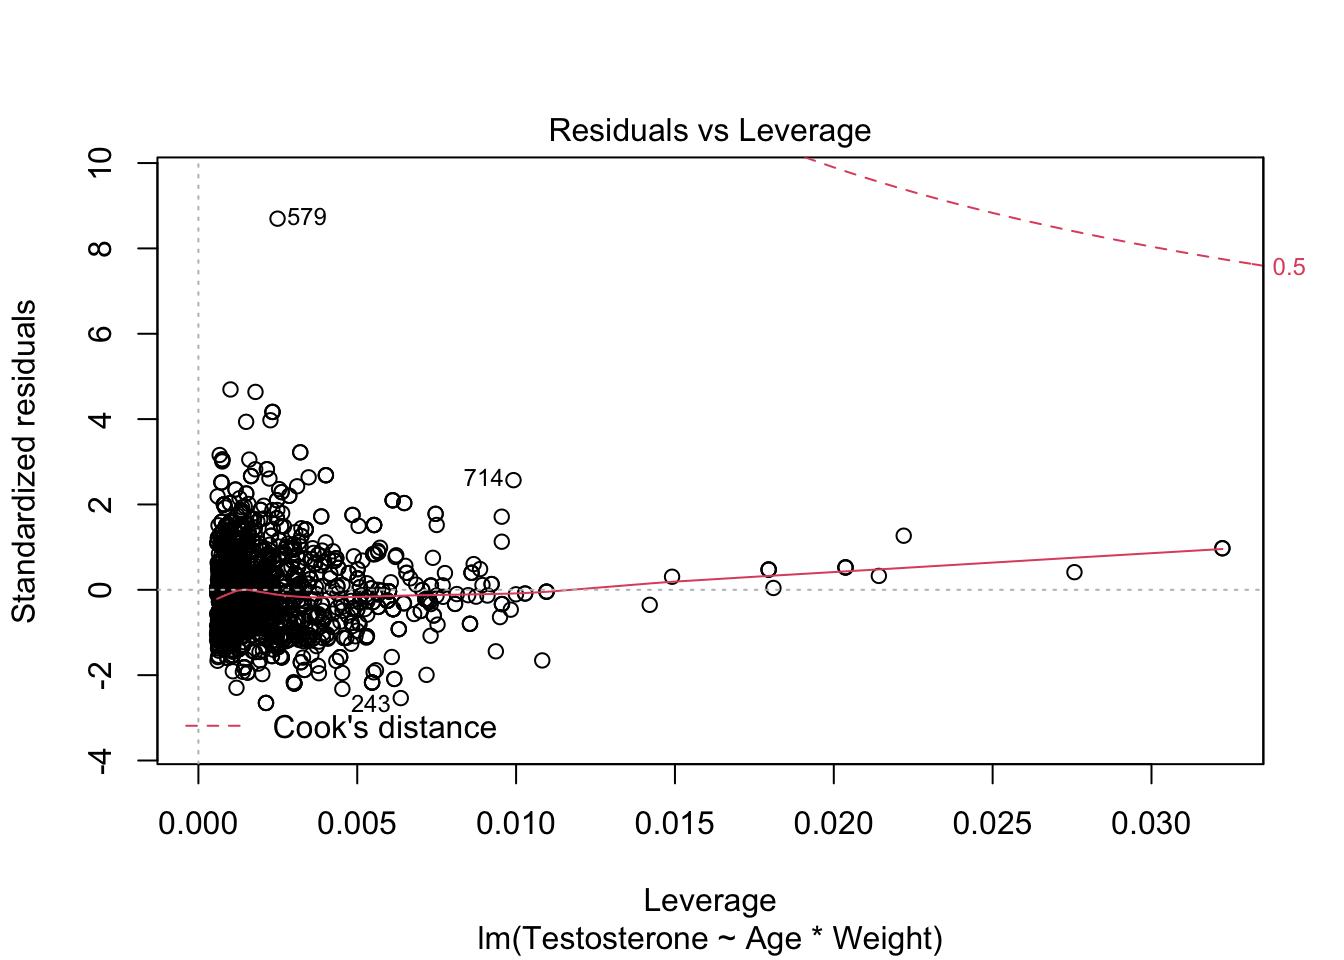 Residuals vs Leverage
Standardized residuals
10
8
6
4
2
0
-2
-4
579
714
243
0.5
Cook's distance
0.000 0.005 0.010 0.015 0.020 0.025 0.030
Leverage
lm(Testosterone ~ Age * Weight)